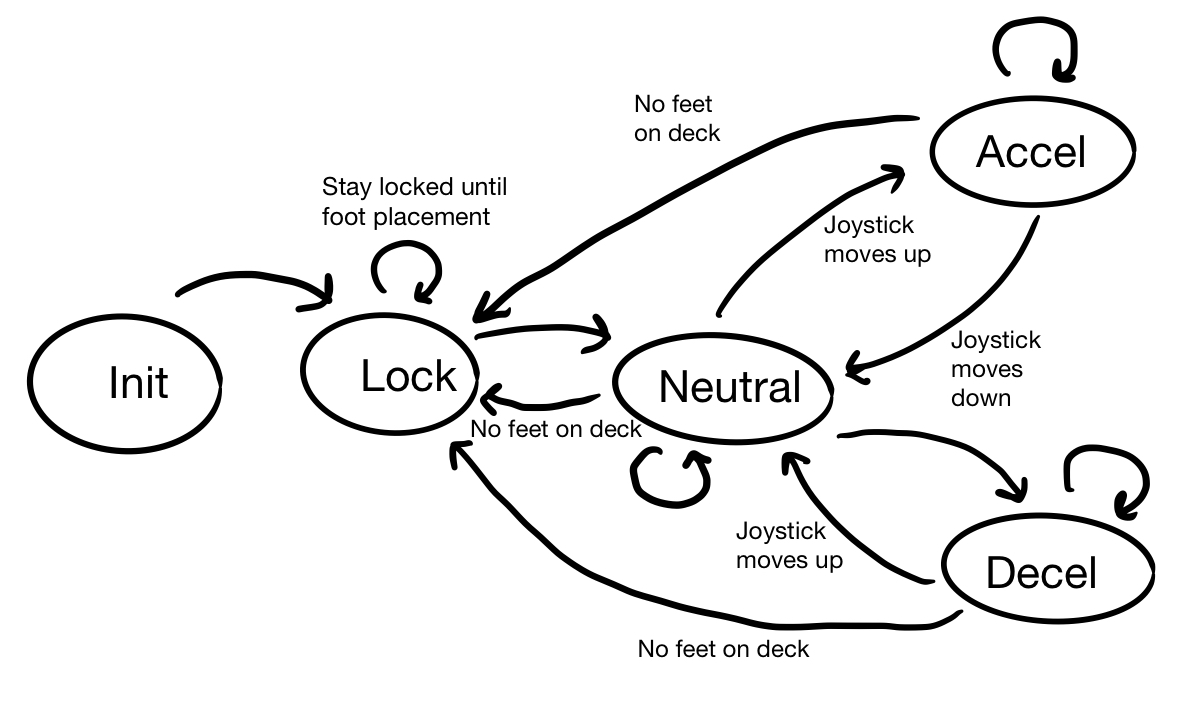 No feet
on deck
Accel
Stay locked until
foot placement
Joystick
moves up
Init
Lock
Neutral
Joystick
moves
down
No feet on deck
Joystick
moves up
Decel
No feet on deck